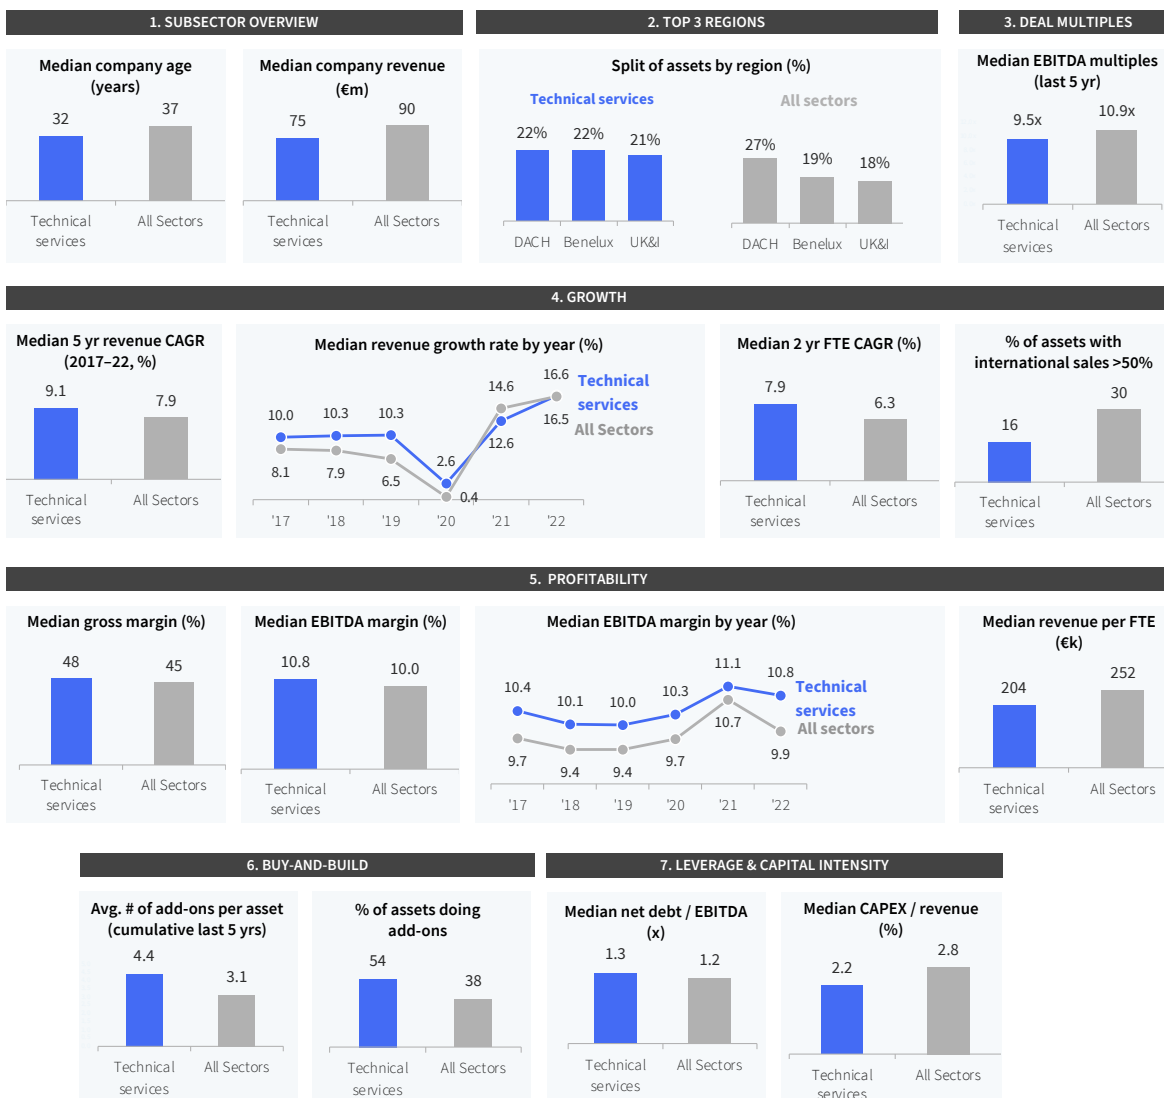 1. SUBSECTOR OVERVIEW
Median company age
(years)
32
37
Technical
services
All Sectors
Median company revenue
(€m)
75
90
Technical
services
All Sectors
2. TOP 3 REGIONS
Split of assets by region (%)
Technical services
22%
22%
21%
DACH
Benelux
UK&I
All sectors
27%
19%
18%
DACH
Benelux
UK&I
3. DEAL MULTIPLES
Median EBITDA multiples
(last 5 yr)
9.5x
10.9x
Technical
services
All Sectors
4. GROWTH
Median 5 yr revenue CAGR
(2017–22, %)
9.1
7.9
Technical
services
All Sectors
Median revenue growth rate by year (%)
10.0
10.3
10.3
2.6
12.6
16.5
8.1
7.9
6.5
0.4
14.6
16.6
Technical
services
All Sectors
'17
'18
'19
'20
'21
'22
Median 2 yr FTE CAGR (%)
7.9
6.3
Technical
services
All Sectors
% of assets with
international sales >50%
16
30
Technical
services
All Sectors
5. PROFITABILITY
Median gross margin (%)
48
45
Technical
services
All Sectors
Median EBITDA margin (%)
10.8
10.0
Technical
services
All Sectors
Median EBITDA margin by year (%)
10.4
10.1
10.0
10.3
11.1
10.8
9.7
9.4
9.4
9.7
10.7
9.9
Technical
services
All sectors
'17
'18
'19
'20
'21
'22
Median revenue per FTE
(€k)
204
252
Technical
services
All Sectors
6. BUY-AND-BUILD
Avg. # of add-ons per asset
(cumulative last 5 yrs)
4.4
3.1
Technical
services
All Sectors
% of assets doing
add-ons
54
38
Technical
services
All Sectors
7. LEVERAGE & CAPITAL INTENSITY
Median net debt / EBITDA
(x)
1.3
1.2
Technical
services
All Sectors
Median CAPEX / revenue
(%)
2.2
2.8
Technical
services
All Sectors